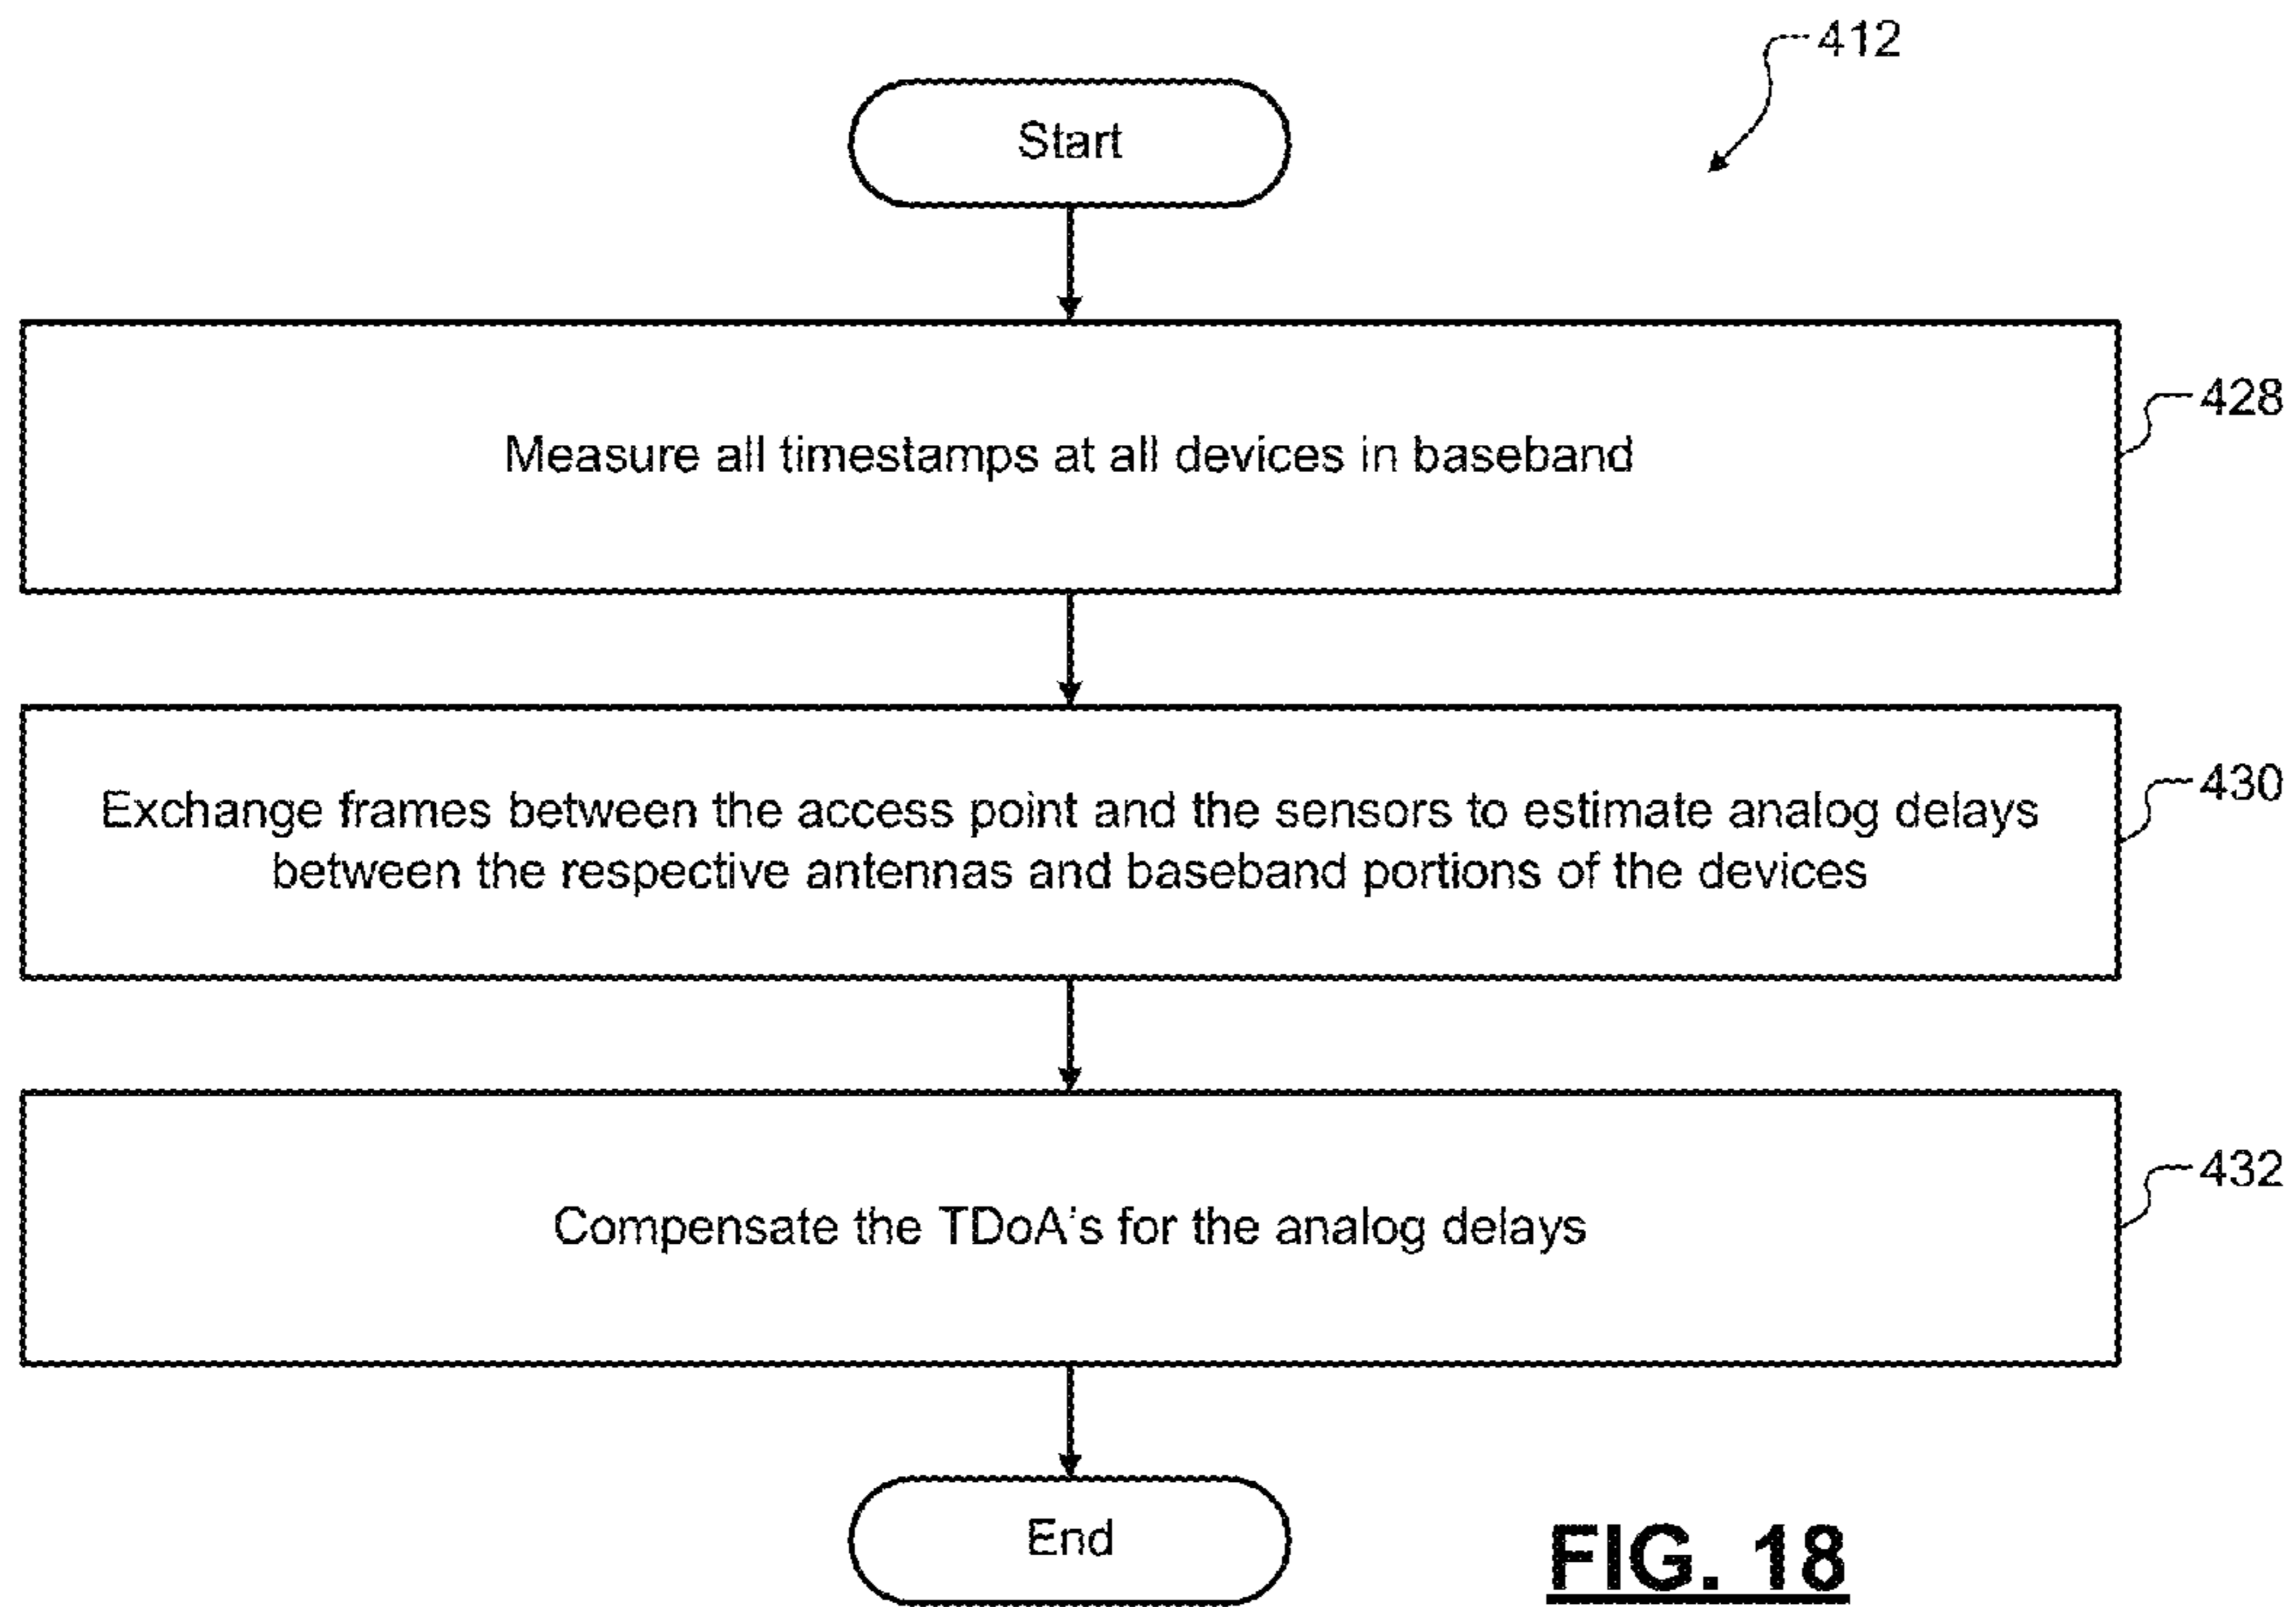 412
Start
Measure all timestamps at all devices in baseband
428
Exchange frames between the access point and the sensors to estimate analog delays
between the respective antennas and baseband portions of the devices
430
Compensate the TDoA's for the analog delays
432
End
FIG. 18